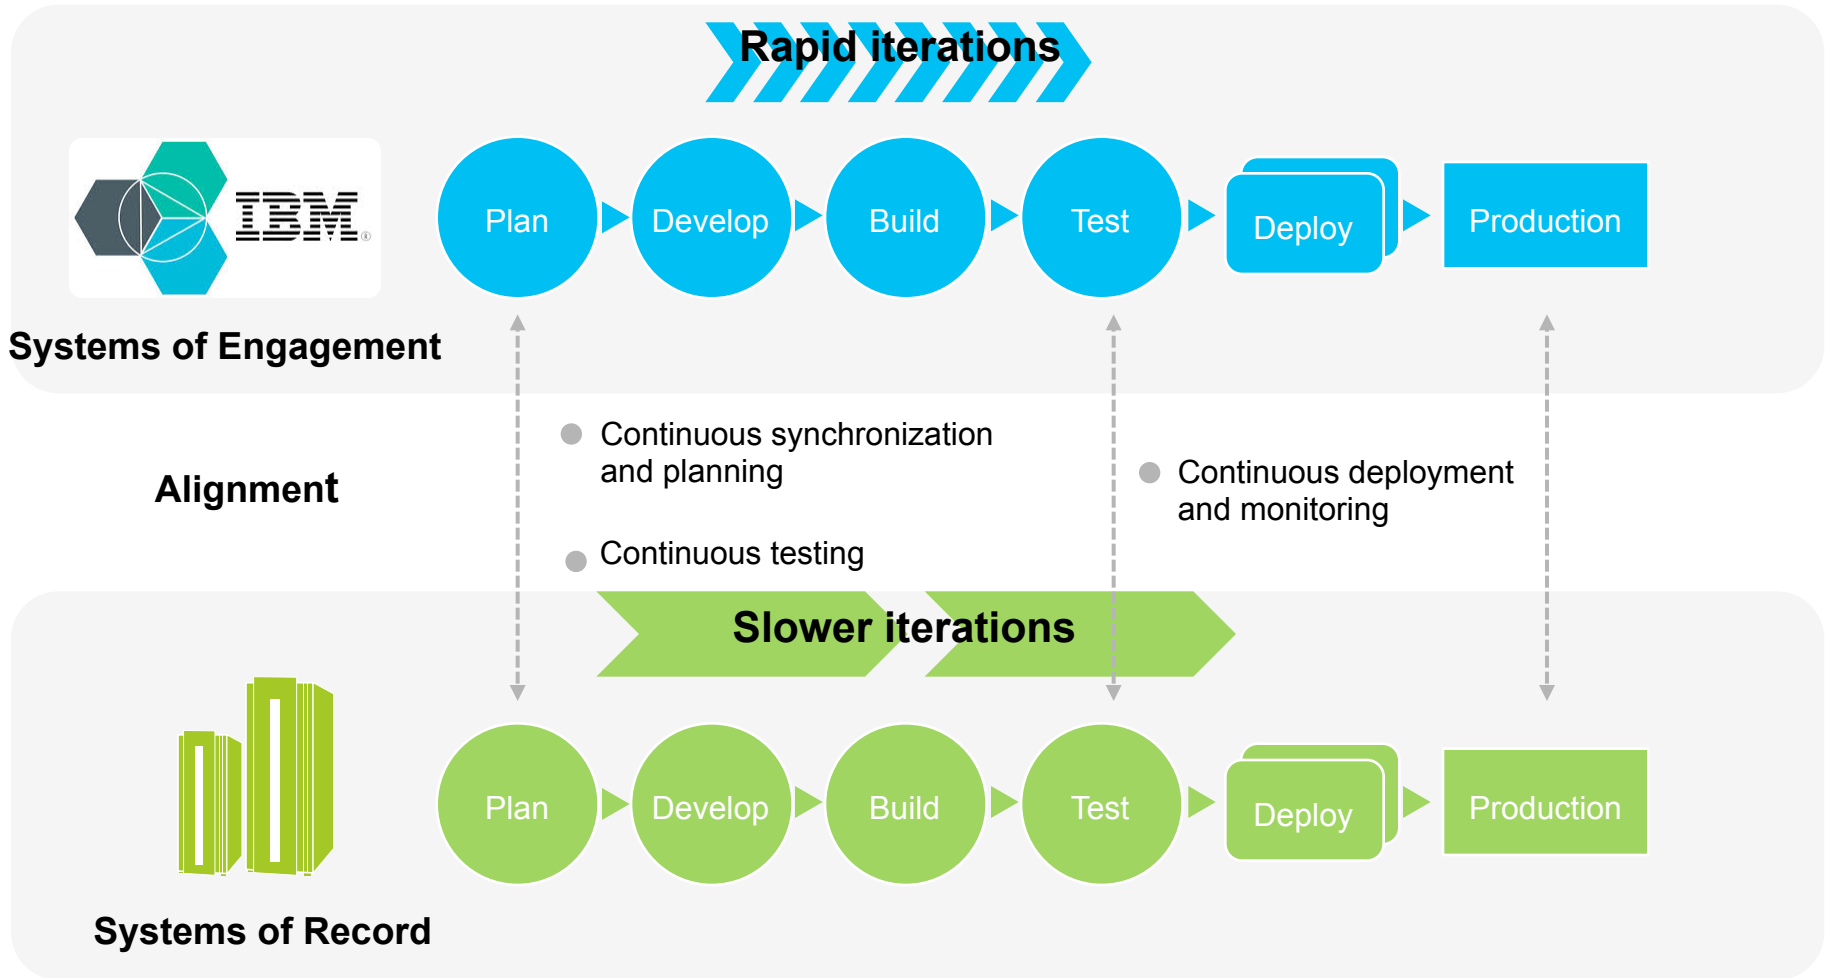 Rapid iterations
IBM®
Plan
Develop
Build
Test
Deploy
Production
Systems of Engagement
Alignment
Continuous synchronization
and planning
Continuous testing
Continuous deployment
and monitoring
Slower iterations
Plan
Develop
Build
Test
Deploy
Production
Systems of Record